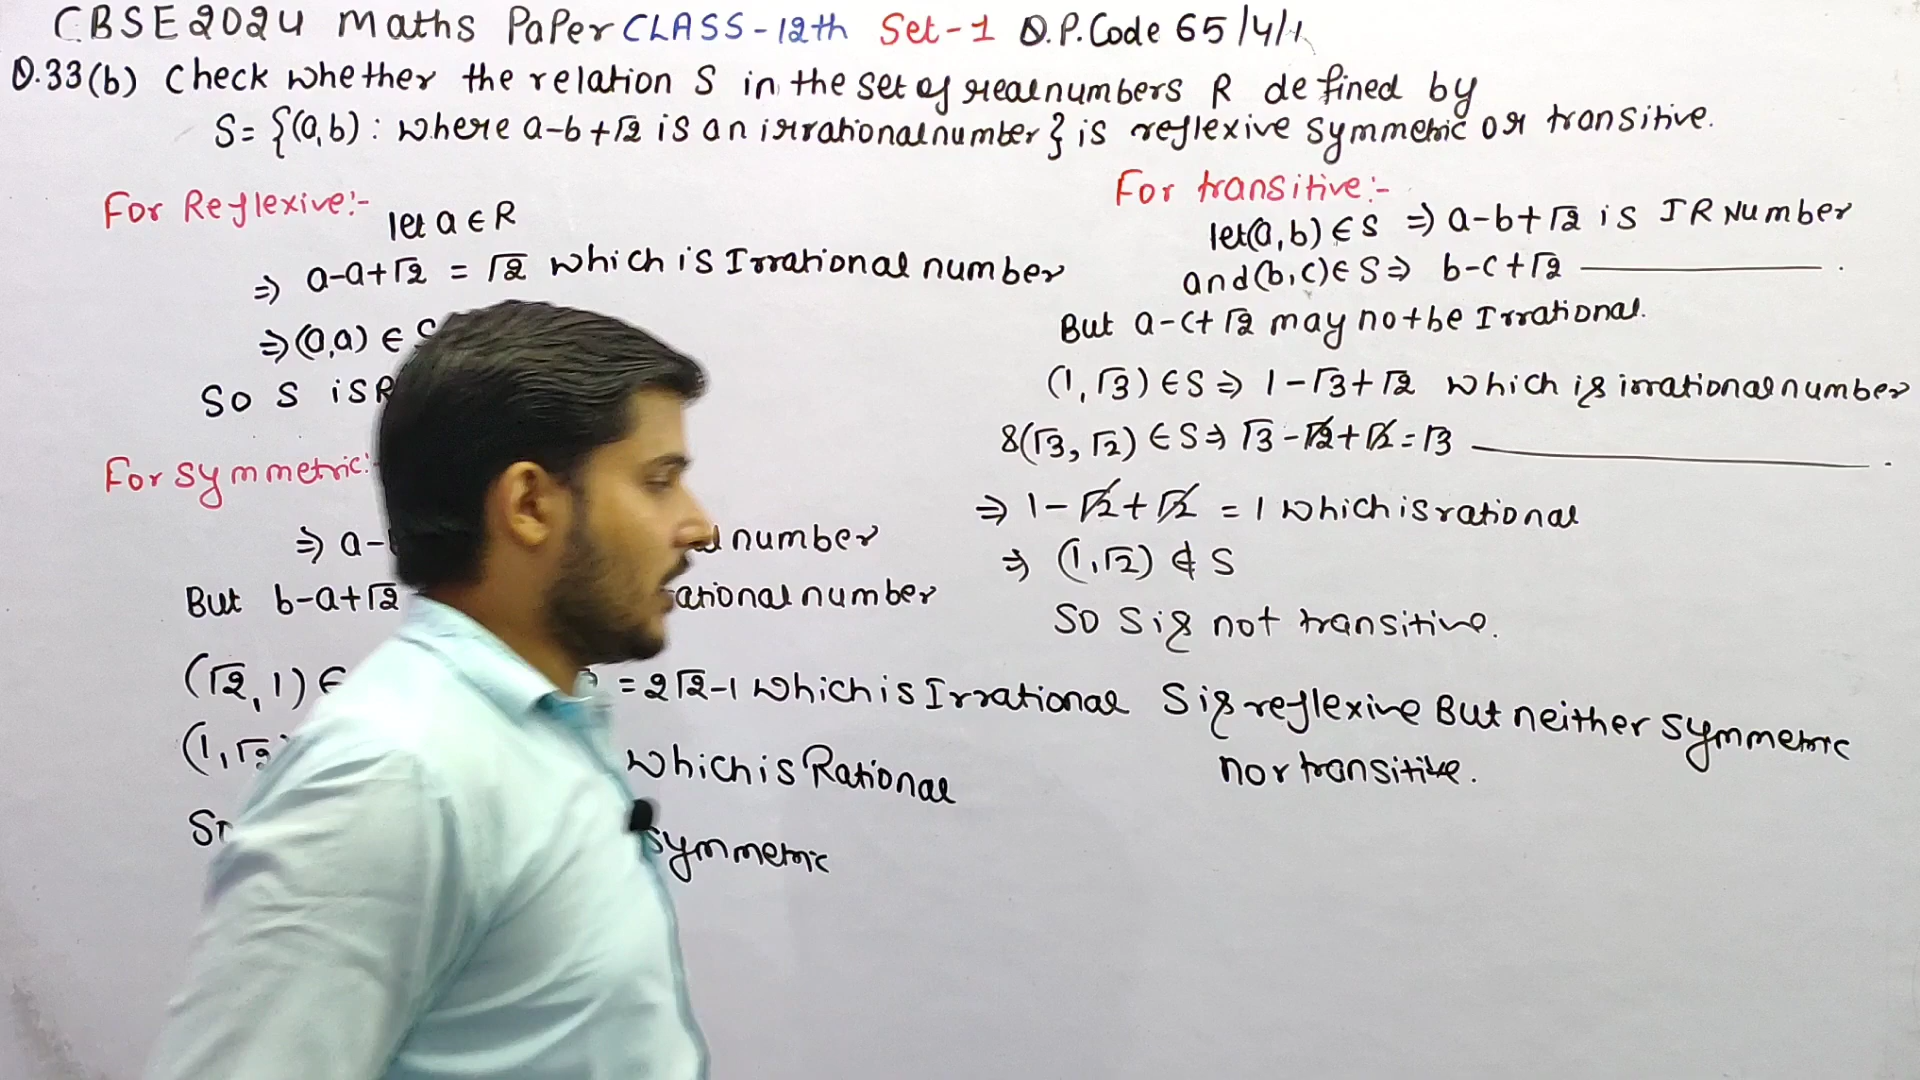 CBSE 2024 Maths Paper CLASS-12th Set-1 Q.P. Code 65/4/1
Q.33(b) Check whether the relation S in the set of real numbers R defined by
S = {(a,b) : where a-b+√2 is an irrational number} is reflexive symmetric or transitive.
For Reflexive:-
let a ∈ R
⇒ a-a+√2 = √2 which is Irrational number
⇒ (a,a) ∈ S
So S is R
For symmetric:-
⇒ a- number
But b-a+√2 ational number
(√2,1) ∈ = 2√2-1 which is Irrational
(1,√2) which is Rational
So symmetric
For transitive:-
let (a,b) ∈ S ⇒ a-b+√2 is IR Number
and (b,c) ∈ S ⇒ b-c+√2 ———.
But a-c+√2 may not be Irrational.
(1,√3) ∈ S ⇒ 1-√3+√2 which is irrational number
& (√3,√2) ∈ S ⇒ √3-√2+√2 = √3 ———.
⇒ 1-√2+√2 = 1 which is rational
⇒ (1,√2) ∉ S
So S is not transitive.
S is reflexive But neither symmetric
nor transitive.